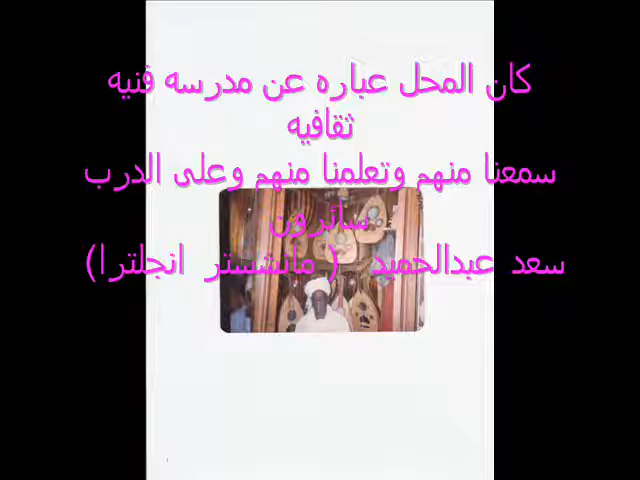 كان المحل عباره عن مدرسه فنيه
ثقافيه
سمعنا منهم وتعلمنا منهم وعلى الدرب
سائرون
سعد عبدالحميد ( مانشستر انجلترا)